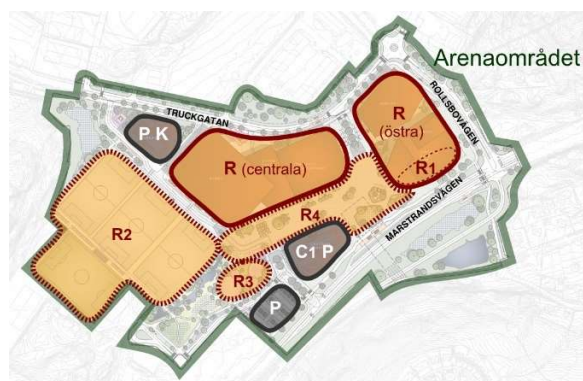 Arenaområdet
TRUCKGATAN
ROLLSBOVÄGEN
P K
R
(östra)
R (centrala)
R1
R4
MARSTRANDSVÄGEN
R2
C1 P
R3
P